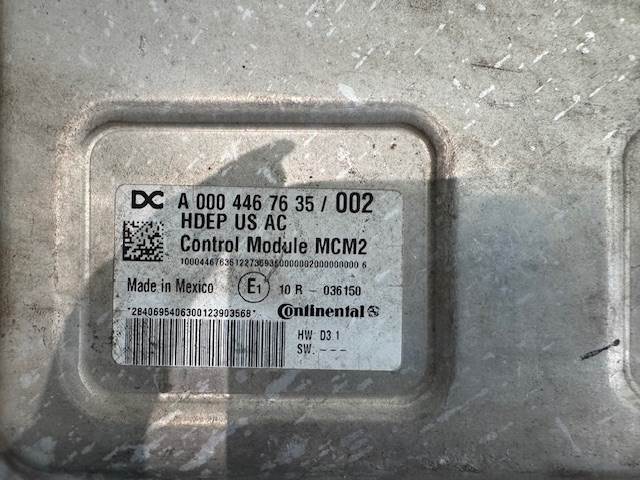 DC A 000 446 76 35 / 002
HDEP US AC
Control Module MCM2
Made in Mexico E1 10 R - 036150
*2840695406300123903568* Continental
HW D3 1
SW. ---